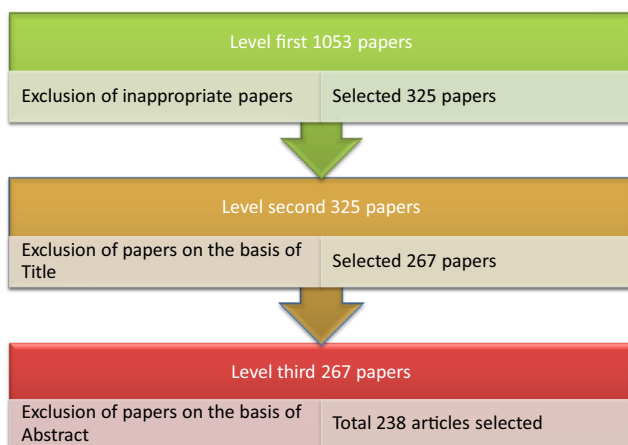 Level first 1053 papers
Exclusion of inappropriate papers
Selected 325 papers
Level second 325 papers
Exclusion of papers on the basis of
Title
Selected 267 papers
Level third 267 papers
Exclusion of papers on the basis of
Abstract
Total 238 articles selected